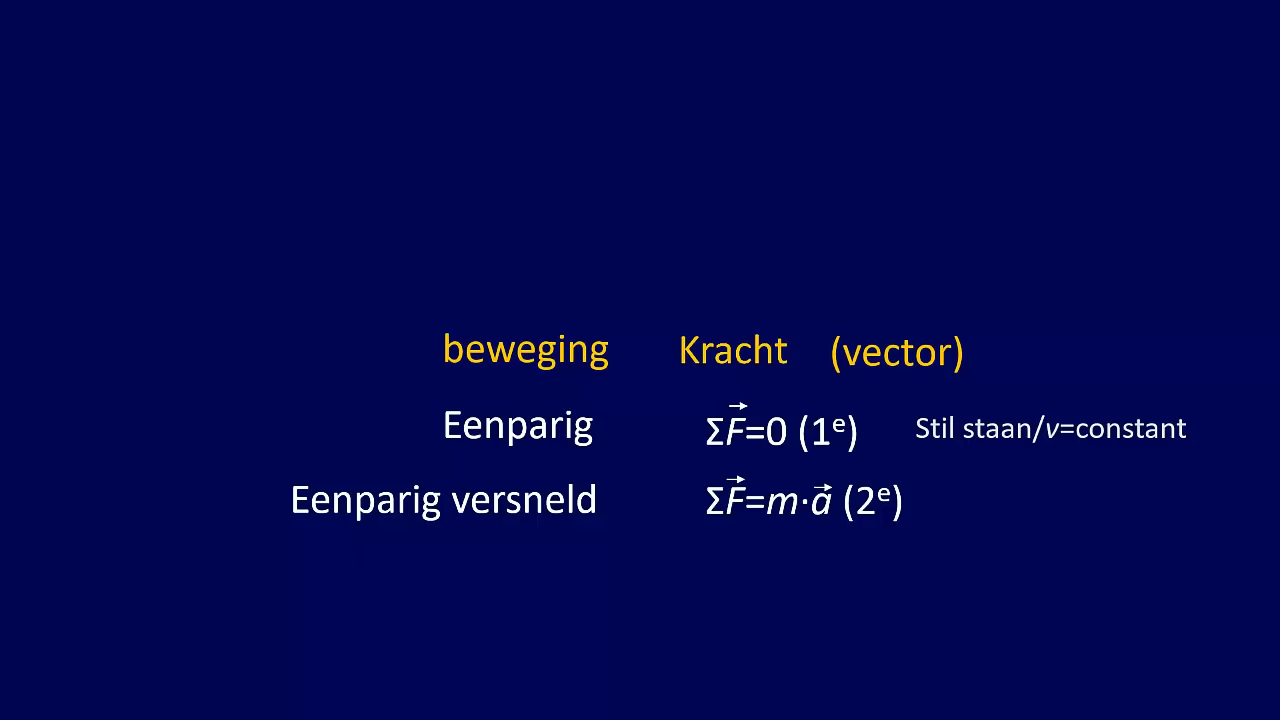 beweging Kracht (vector)
Eenparig ΣF⃗=0 (1ᵉ) Stil staan/v=constant
Eenparig versneld ΣF⃗=m·a⃗ (2ᵉ)